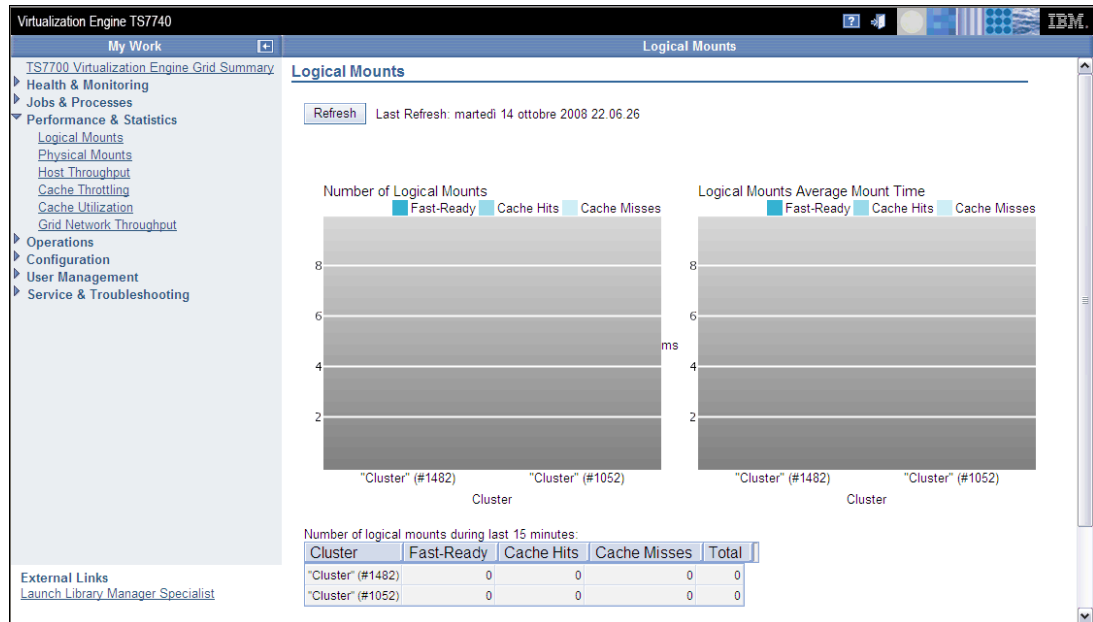 Virtualization Engine TS7740
? IBM.
My Work
Logical Mounts
TS7700 Virtualization Engine Grid Summary
Health & Monitoring
Jobs & Processes
Performance & Statistics
Logical Mounts
Physical Mounts
Host Throughput
Cache Throttling
Cache Utilization
Grid Network Throughput
Operations
Configuration
User Management
Service & Troubleshooting
External Links
Launch Library Manager Specialist
Logical Mounts
Refresh Last Refresh: martedì 14 ottobre 2008 22.06.26
Number of Logical Mounts
Fast-Ready Cache Hits Cache Misses
8
6
4
2
"Cluster" (#1482) "Cluster" (#1052)
Cluster
Logical Mounts Average Mount Time
Fast-Ready Cache Hits Cache Misses
ms
8
6
4
2
"Cluster" (#1482) "Cluster" (#1052)
Cluster
Number of logical mounts during last 15 minutes:
Cluster Fast-Ready Cache Hits Cache Misses Total
"Cluster" (#1482) 0 0 0 0
"Cluster" (#1052) 0 0 0 0